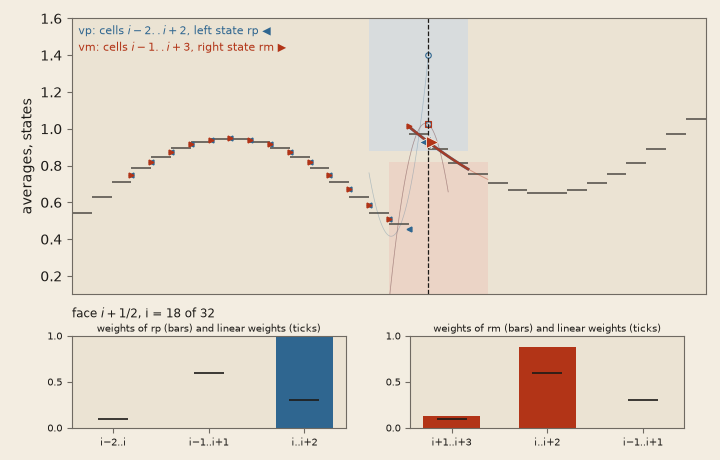 1.6
1.4
1.2
1.0
0.8
0.6
0.4
0.2
averages, states
vp: cells i−2. . i+2, left state rp ◀
vm: cells i−1. . i+3, right state rm ▶
face i+1/2, i = 18 of 32
weights of rp (bars) and linear weights (ticks)
1.0
0.5
0.0
i−2..i
i−1..i+1
i..i+2
weights of rm (bars) and linear weights (ticks)
1.0
0.5
0.0
i+1..i+3
i..i+2
i−1..i+1